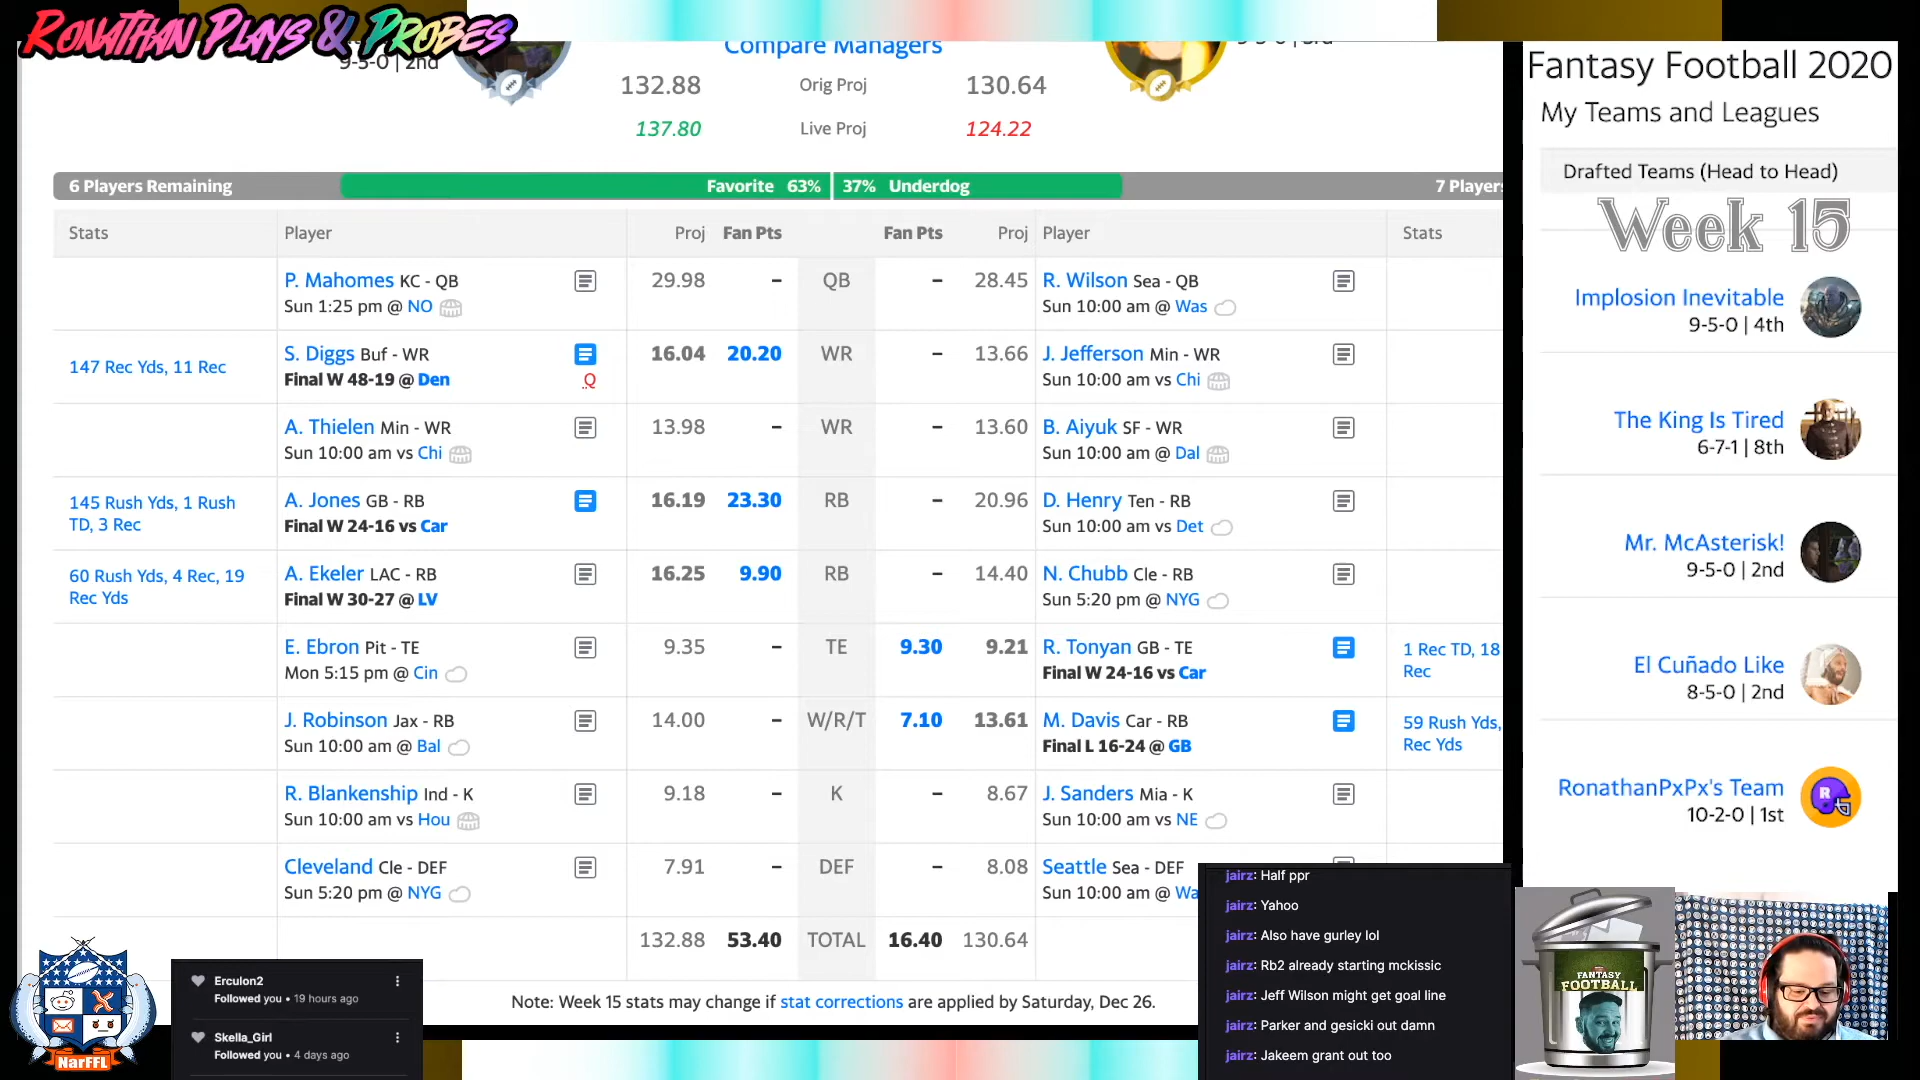 RONATHAN PLAYS & PROBES
9-5-0 | 2nd
Compare Managers
132.88 Orig Proj 130.64
137.80 Live Proj 124.22
6 Players Remaining Favorite 63% 37% Underdog 7 Players
Stats Player Proj Fan Pts Fan Pts Proj Player Stats
P. Mahomes KC - QB 29.98 – QB – 28.45 R. Wilson Sea - QB
Sun 1:25 pm @ NO Sun 10:00 am @ Was
147 Rec Yds, 11 Rec S. Diggs Buf - WR 16.04 20.20 WR – 13.66 J. Jefferson Min - WR
Final W 48-19 @ Den Q Sun 10:00 am vs Chi
A. Thielen Min - WR 13.98 – WR – 13.60 B. Aiyuk SF - WR
Sun 10:00 am vs Chi Sun 10:00 am @ Dal
145 Rush Yds, 1 Rush A. Jones GB - RB 16.19 23.30 RB – 20.96 D. Henry Ten - RB
TD, 3 Rec Final W 24-16 vs Car Sun 10:00 am vs Det
60 Rush Yds, 4 Rec, 19 A. Ekeler LAC - RB 16.25 9.90 RB – 14.40 N. Chubb Cle - RB
Rec Yds Final W 30-27 @ LV Sun 5:20 pm @ NYG
E. Ebron Pit - TE 9.35 – TE 9.30 9.21 R. Tonyan GB - TE 1 Rec TD, 18
Mon 5:15 pm @ Cin Final W 24-16 vs Car Rec
J. Robinson Jax - RB 14.00 – W/R/T 7.10 13.61 M. Davis Car - RB 59 Rush Yds,
Sun 10:00 am @ Bal Final L 16-24 @ GB Rec Yds
R. Blankenship Ind - K 9.18 – K – 8.67 J. Sanders Mia - K
Sun 10:00 am vs Hou Sun 10:00 am vs NE
Cleveland Cle - DEF 7.91 – DEF – 8.08 Seattle Sea - DEF
Sun 5:20 pm @ NYG Sun 10:00 am @ Wa
132.88 53.40 TOTAL 16.40 130.64
Note: Week 15 stats may change if stat corrections are applied by Saturday, Dec 26.
Fantasy Football 2020
My Teams and Leagues
Drafted Teams (Head to Head)
Week 15
Implosion Inevitable
9-5-0 | 4th
The King Is Tired
6-7-1 | 8th
Mr. McAsterisk!
9-5-0 | 2nd
El Cuñado Like
8-5-0 | 2nd
RonathanPxPx's Team
10-2-0 | 1st
jairz: Half ppr
jairz: Yahoo
jairz: Also have gurley lol
jairz: Rb2 already starting mckissic
jairz: Jeff Wilson might get goal line
jairz: Parker and gesicki out damn
jairz: Jakeem grant out too
Erculon2
Followed you • 19 hours ago
Skella_Girl
Followed you • 4 days ago
NarFFL
FANTASY
FOOTBALL
R